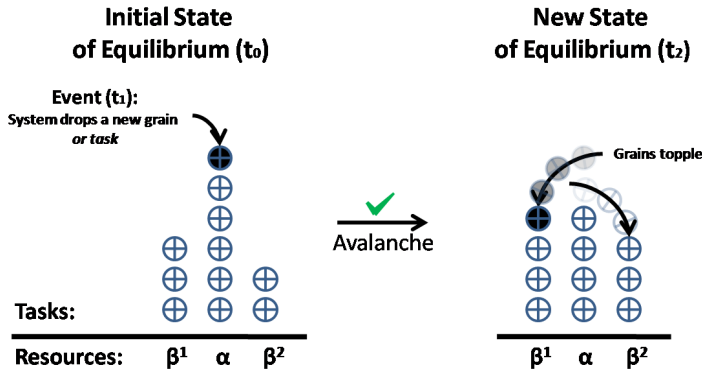 Initial State
of Equilibrium (t₀)
New State
of Equilibrium (t₂)
Event (t₁):
System drops a new grain
or task
Grains topple
Avalanche
Tasks:
Resources: β¹ α β² β¹ α β²